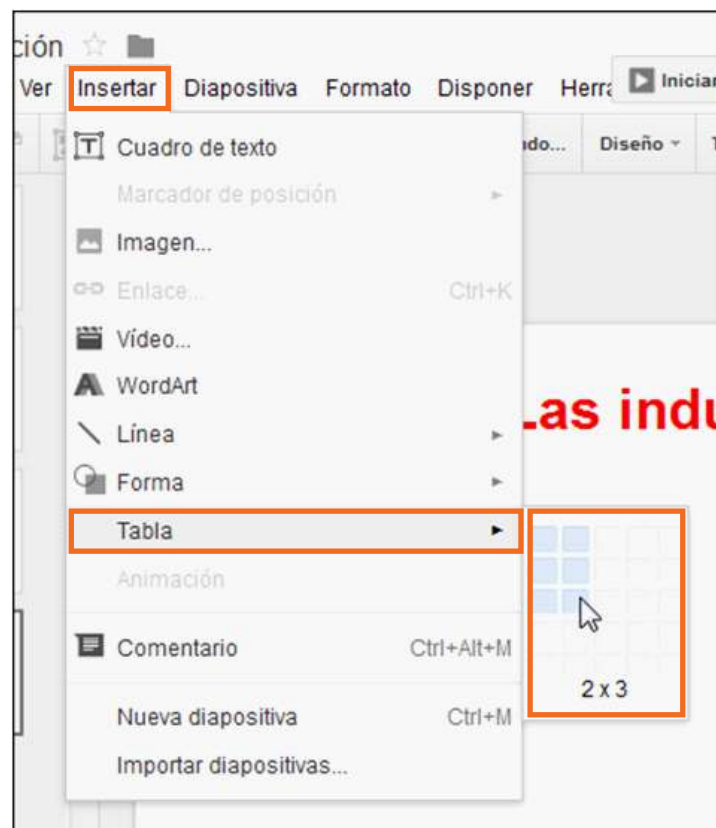 ción
Ver Insertar Diapositiva Formato Disponer Herra Iniciar
Cuadro de texto
do... Diseño
Marcador de posición
Imagen...
Enlace... Ctrl+K
Vídeo...
WordArt
Las indu
Línea
Forma
Tabla
Animación
Comentario Ctrl+Alt+M
2 x 3
Nueva diapositiva Ctrl+M
Importar diapositivas...